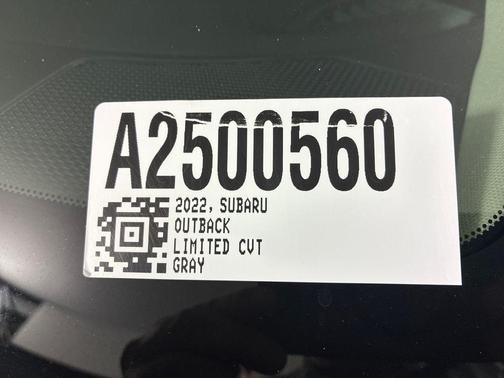 A2500560
2022, SUBARU
OUTBACK
LIMITED CVT
GRAY